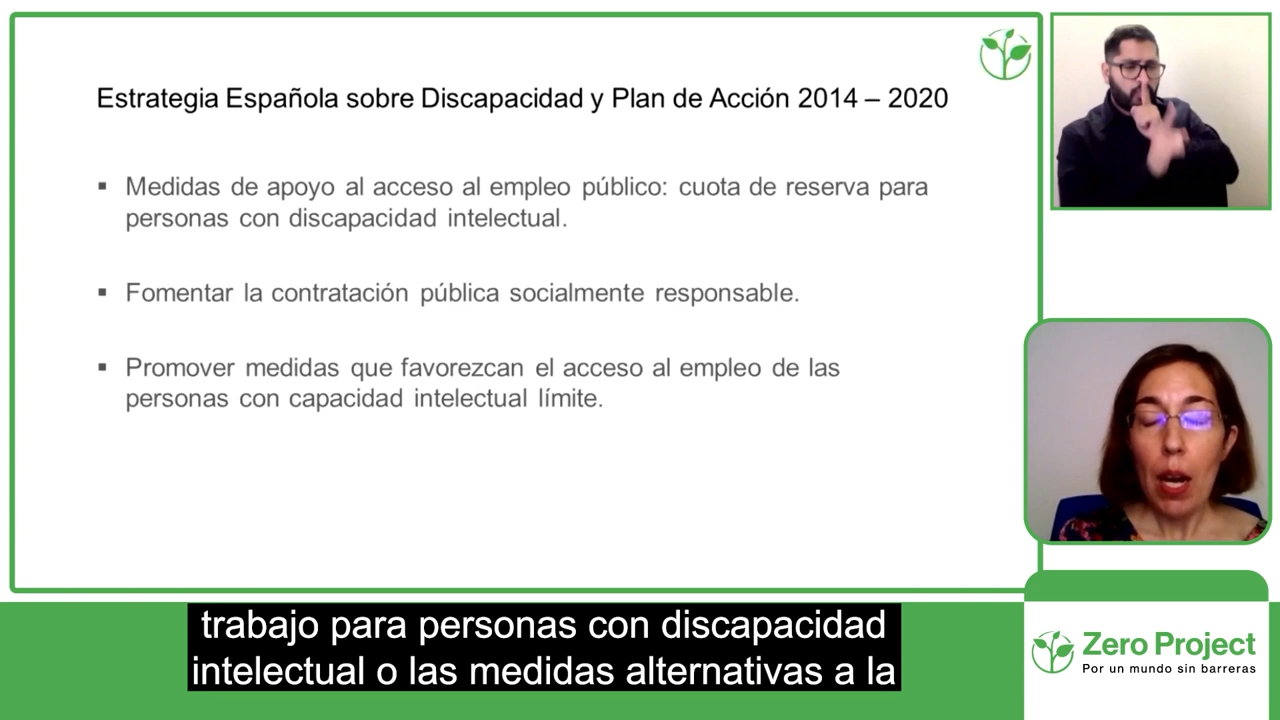 Estrategia Española sobre Discapacidad y Plan de Acción 2014 – 2020
▪ Medidas de apoyo al acceso al empleo público: cuota de reserva para
personas con discapacidad intelectual.
▪ Fomentar la contratación pública socialmente responsable.
▪ Promover medidas que favorezcan el acceso al empleo de las
personas con capacidad intelectual límite.
trabajo para personas con discapacidad
intelectual o las medidas alternativas a la
Zero Project
Por un mundo sin barreras